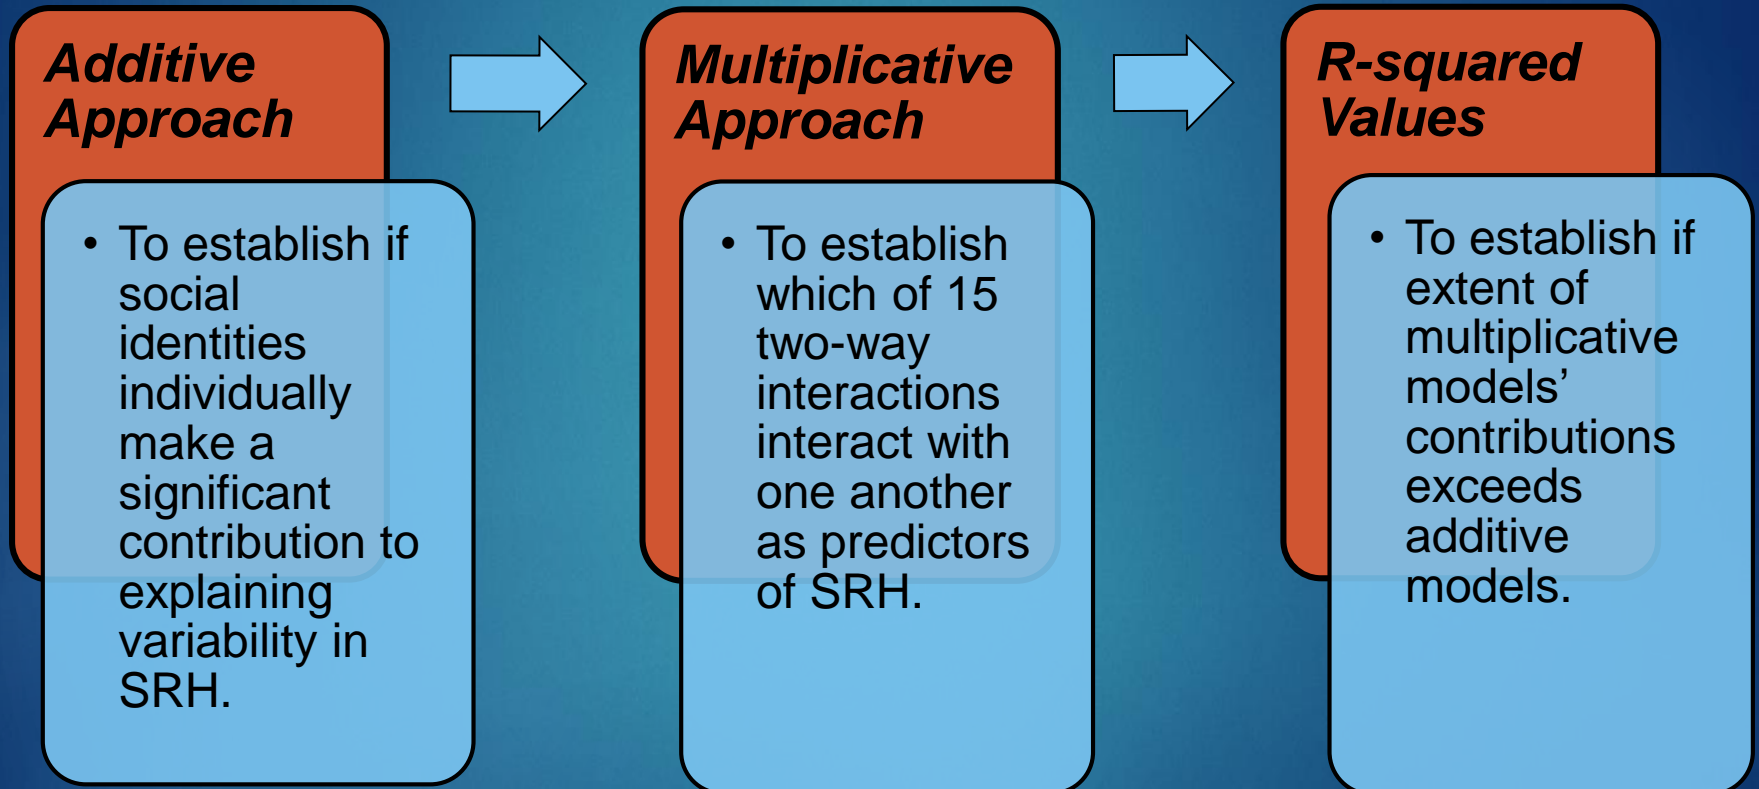 Additive
Approach
• To establish if
social
identities
individually
make a
significant
contribution to
explaining
variability in
SRH.
Multiplicative
Approach
• To establish
which of 15
two-way
interactions
interact with
one another
as predictors
of SRH.
R-squared
Values
• To establish if
extent of
multiplicative
models’
contributions
exceeds
additive
models.